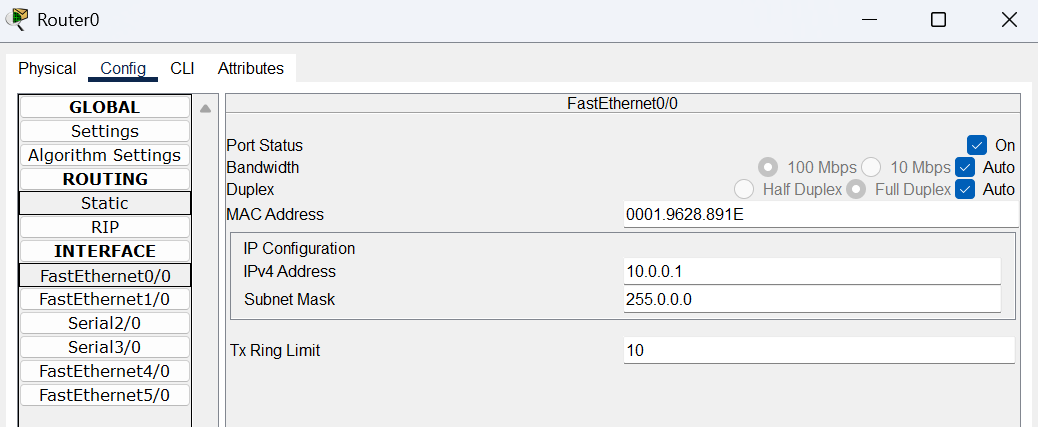 Router0
Physical Config CLI Attributes
GLOBAL
Settings
Algorithm Settings
ROUTING
Static
RIP
INTERFACE
FastEthernet0/0
FastEthernet1/0
Serial2/0
Serial3/0
FastEthernet4/0
FastEthernet5/0
FastEthernet0/0
Port Status On
Bandwidth 100 Mbps 10 Mbps Auto
Duplex Half Duplex Full Duplex Auto
MAC Address 0001.9628.891E
IP Configuration
IPv4 Address 10.0.0.1
Subnet Mask 255.0.0.0
Tx Ring Limit 10